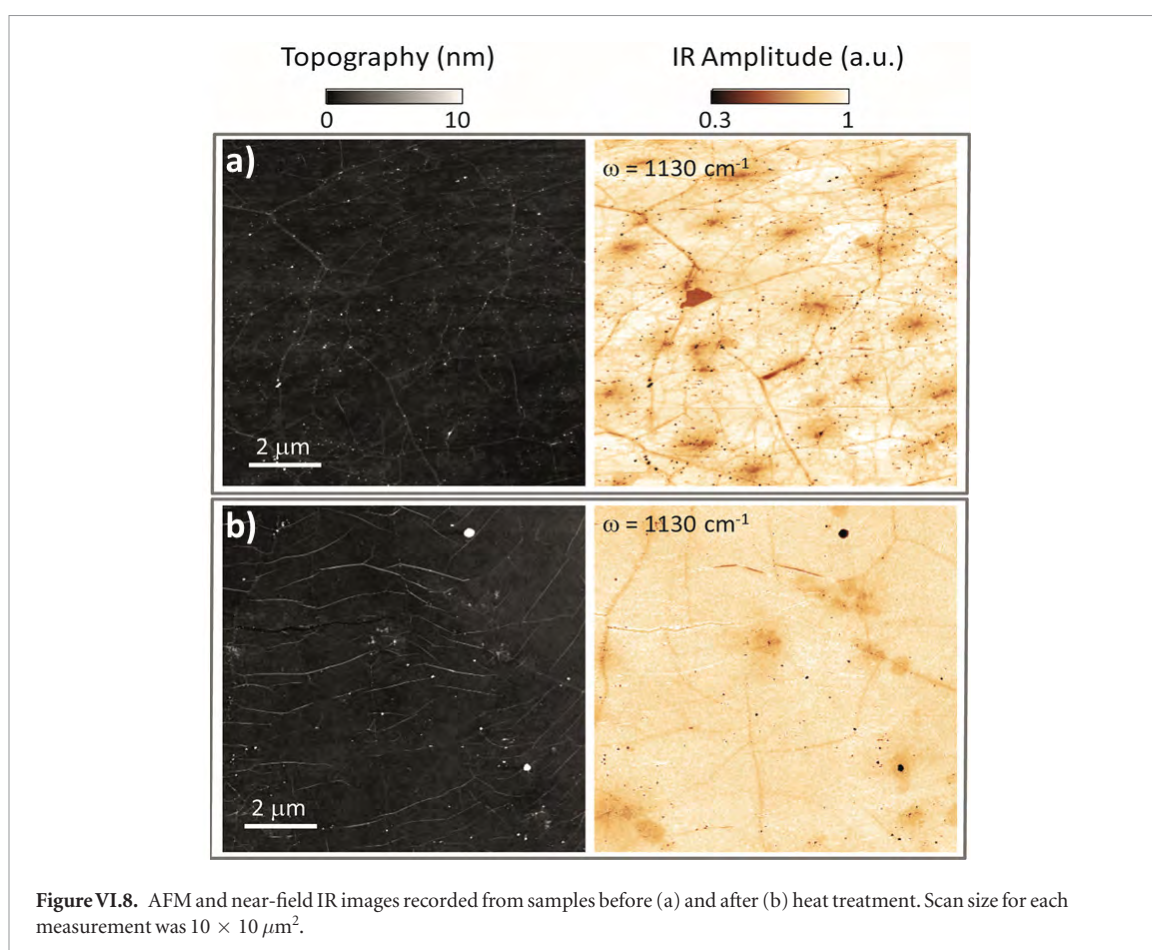 Topography (nm) IR Amplitude (a.u.)
0 10 0.3 1
a) ω = 1130 cm⁻¹
2 μm
b) ω = 1130 cm⁻¹
2 μm
Figure VI.8. AFM and near-field IR images recorded from samples before (a) and after (b) heat treatment. Scan size for each
measurement was 10 × 10 μm².